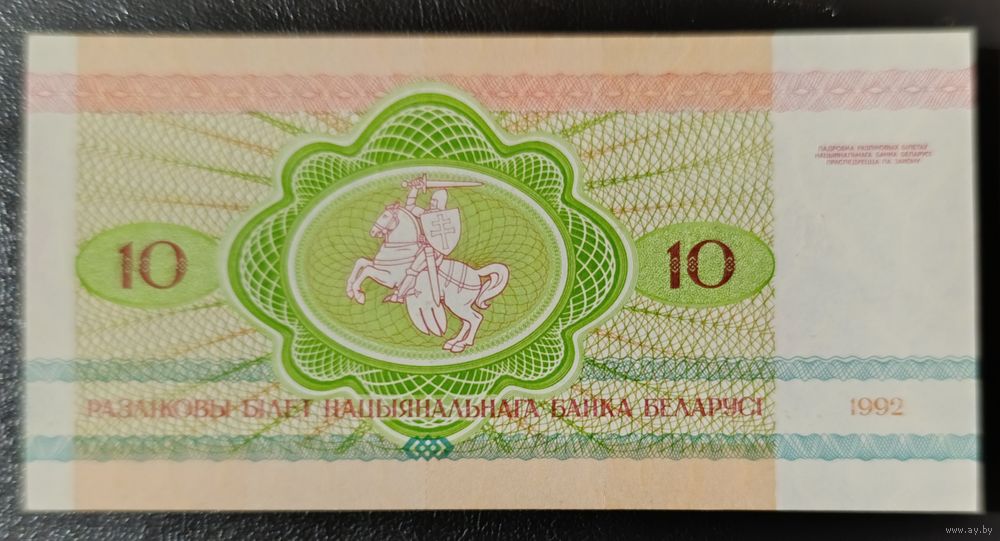 ПАДРОБКА РАЗЛІКОВЫХ БІЛЕТАЎ
НАЦЫЯНАЛЬНАГА БАНКА БЕЛАРУСІ
ПРАСЛЕДУЕЦЦА ПА ЗАКОНУ
10
10
РАЗЛІКОВЫ БІЛЕТ НАЦЫЯНАЛЬНАГА БАНКА БЕЛАРУСІ
1992
www.ay.by